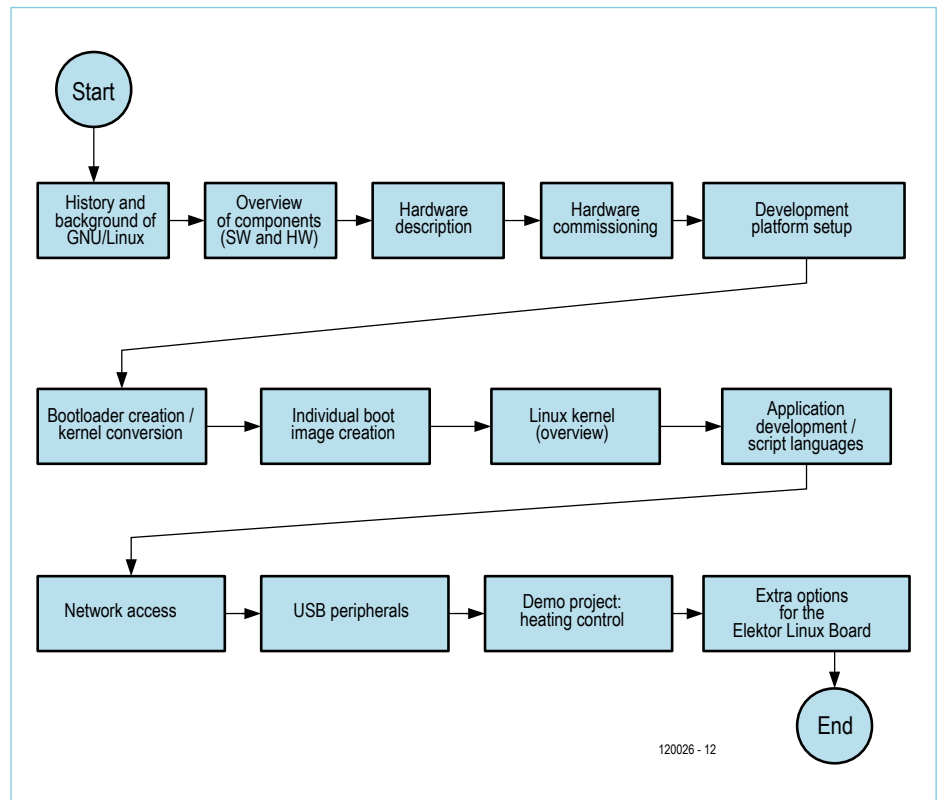 Start
History and
background of
GNU/Linux
Overview
of components
(SW and HW)
Hardware
description
Hardware
commissioning
Development
platform setup
Bootloader creation /
kernel conversion
Individual boot
image creation
Linux kernel
(overview)
Application
development /
script languages
Network access
USB peripherals
Demo project:
heating control
Extra options
for the
Elektor Linux Board
End
120026 - 12